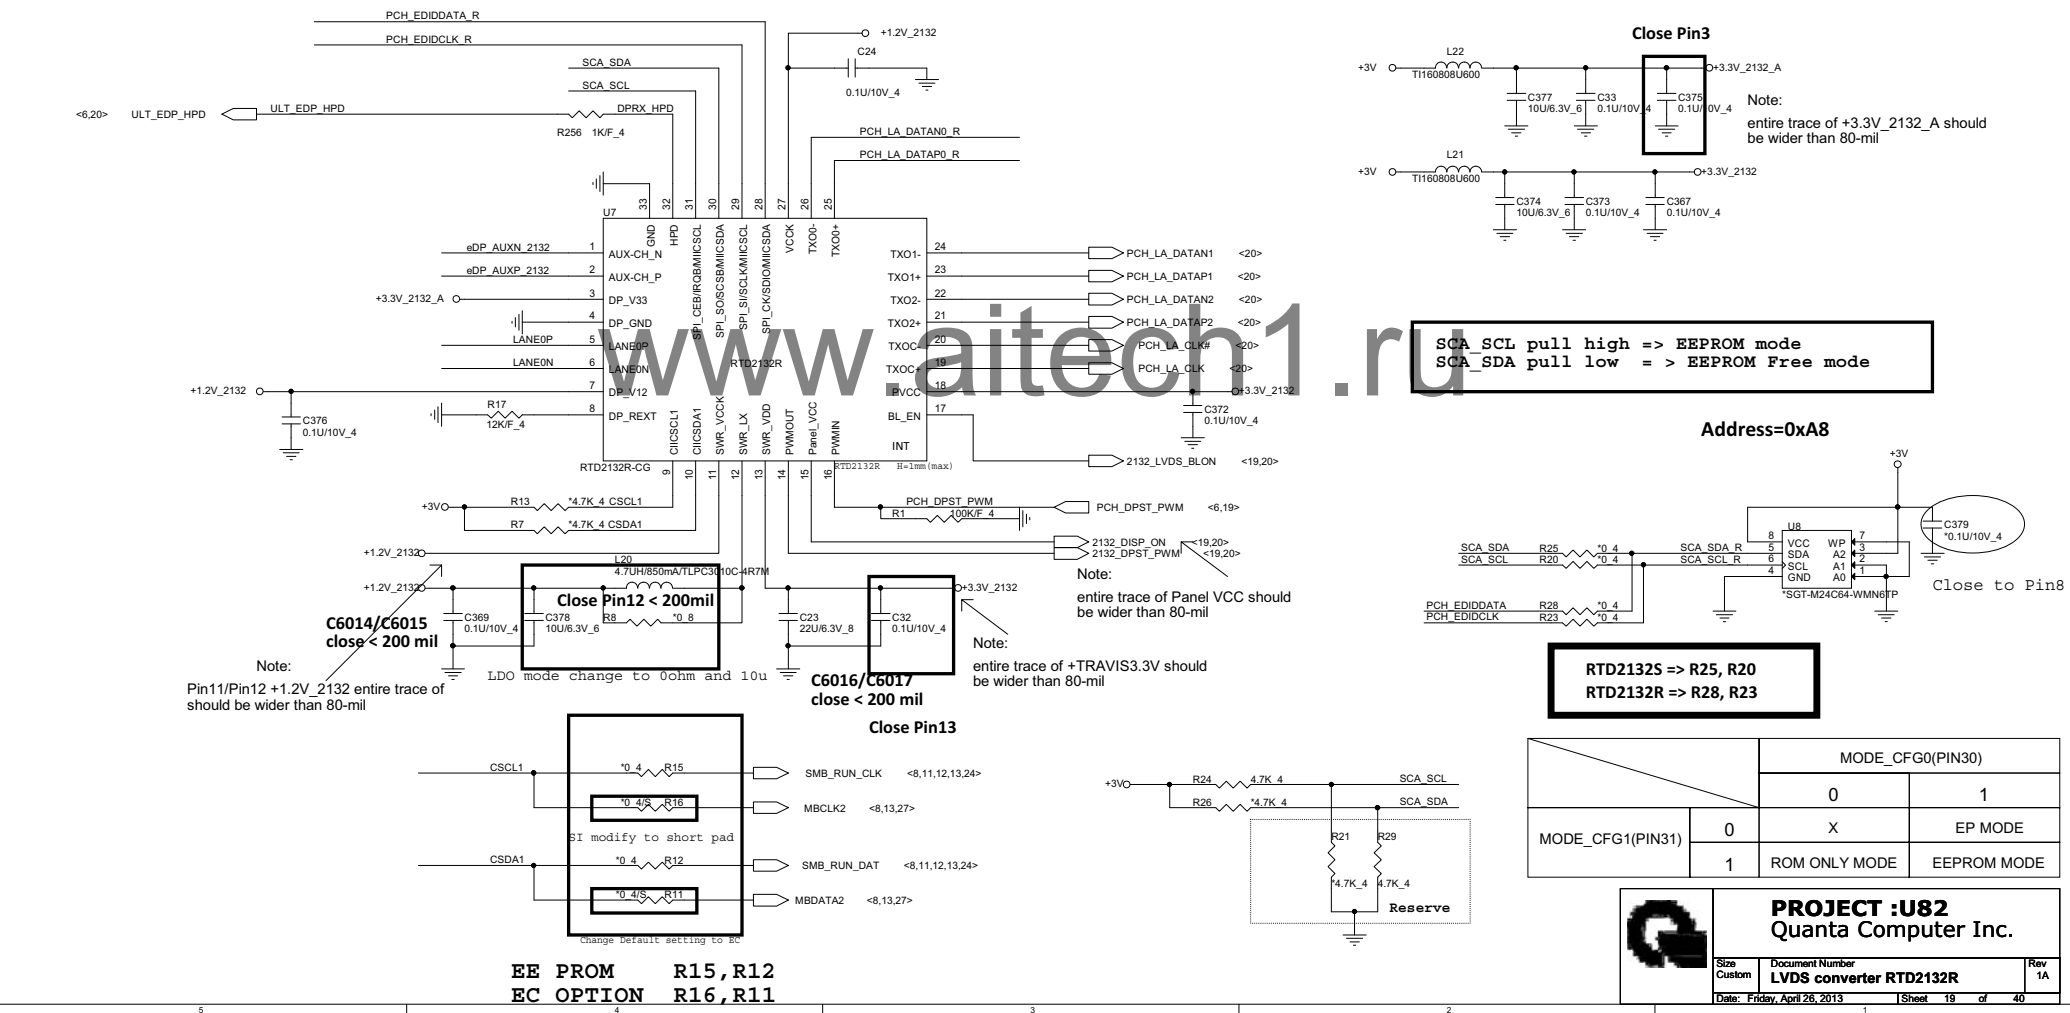 PCH_EDIDDATA_R
PCH_EDIDCLK_R
SCA_SDA
SCA_SCL
<6,20> ULT_EDP_HPD ULT_EDP_HPD DPRX_HPD
R256 1K/F_4
+1.2V_2132
C24
0.1U/10V_4
PCH_LA_DATAN0_R
PCH_LA_DATAP0_R
Close Pin3
L22
+3V TI160808U600 +3.3V_2132_A
C377 10U/6.3V_6
C33 0.1U/10V_4
C375 0.1U/10V_4
Note:
entire trace of +3.3V_2132_A should
be wider than 80-mil
L21
+3V TI160808U600 +3.3V_2132
C374 10U/6.3V_6
C373 0.1U/10V_4
C367 0.1U/10V_4
U7
33 32 31 30 29 28 27 26 25
GND
HPD
SPI_CEB/IRQB/MIICSCL
SPI_SO/SCSB/MIICSDA
SPI_SI/SCLK/MIICSCL
SPI_CK/SDIO/MIICSDA
VCCK
TXO0-
TXO0+
eDP_AUXN_2132 1 AUX-CH_N
eDP_AUXP_2132 2 AUX-CH_P
+3.3V_2132_A 3 DP_V33
4 DP_GND
LANE0P 5 LANE0P
LANE0N 6 LANE0N
+1.2V_2132 7 DP_V12
8 DP_REXT
R17
12K/F_4
C376
0.1U/10V_4
RTD2132R
TXO1- 24 PCH_LA_DATAN1 <20>
TXO1+ 23 PCH_LA_DATAP1 <20>
TXO2- 22 PCH_LA_DATAN2 <20>
TXO2+ 21 PCH_LA_DATAP2 <20>
TXOC- 20 PCH_LA_CLK# <20>
TXOC+ 19 PCH_LA_CLK <20>
PVCC 18 +3.3V_2132
BL_EN 17
INT
C372
0.1U/10V_4
2132_LVDS_BLON <19,20>
CIICSCL1
CIICSDA1
SWR_VCCK
SWR_LX
SWR_VDD
PWMOUT
Panel_VCC
PWMIN
RTD2132R-CG
9 10 11 12 13 14 15 16
RTD2132R H=1mm(max)
www.aitech1.ru
SCA_SCL pull high => EEPROM mode
SCA_SDA pull low = > EEPROM Free mode
Address=0xA8
+3V
R13 *4.7K_4 CSCL1
R7 *4.7K_4 CSDA1
PCH_DPST_PWM
R1 100K/F_4
PCH_DPST_PWM <6,19>
2132_DISP_ON <19,20>
2132_DPST_PWM <19,20>
Note:
entire trace of Panel VCC should
be wider than 80-mil
+1.2V_2132
L20
4.7UH/850mA/TLPC3010C-4R7M
+1.2V_2132
Close Pin12 < 200mil
R8 *0_8
C369
0.1U/10V_4
C378
10U/6.3V_6
C23
22U/6.3V_8
C32
0.1U/10V_4
+3.3V_2132
C6014/C6015
close < 200 mil
LDO mode change to 0ohm and 10u
Note:
Pin11/Pin12 +1.2V_2132 entire trace of
should be wider than 80-mil
Note:
entire trace of +TRAVIS3.3V should
be wider than 80-mil
C6016/C6017
close < 200 mil
Close Pin13
+3V
C379
*0.1U/10V_4
Close to Pin8
U8
8 VCC WP 7
5 SDA A2 3
6 SCL A1 2
4 GND A0 1
*SGT-M24C64-WMN6TP
SCA_SDA R25 *0_4 SCA_SDA_R
SCA_SCL R20 *0_4 SCA_SCL_R
PCH_EDIDDATA R28 *0_4
PCH_EDIDCLK R23 *0_4
RTD2132S => R25, R20
RTD2132R => R28, R23
CSCL1 *0_4 R15 SMB_RUN_CLK <8,11,12,13,24>
*0_4/S R16 MBCLK2 <8,13,27>
SI modify to short pad
CSDA1 *0_4 R12 SMB_RUN_DAT <8,11,12,13,24>
*0_4/S R11 MBDATA2 <8,13,27>
Change Default setting to EC
EE PROM R15,R12
EC OPTION R16,R11
+3V R24 4.7K_4 SCA_SCL
R26 *4.7K_4 SCA_SDA
R21 R29
*4.7K_4 4.7K_4
Reserve
MODE_CFG0(PIN30)
0 1
MODE_CFG1(PIN31) 0 X EP MODE
1 ROM ONLY MODE EEPROM MODE
PROJECT :U82
Quanta Computer Inc.
Size Document Number Rev
Custom LVDS converter RTD2132R 1A
Date: Friday, April 26, 2013 Sheet 19 of 40
5 4 3 2 1